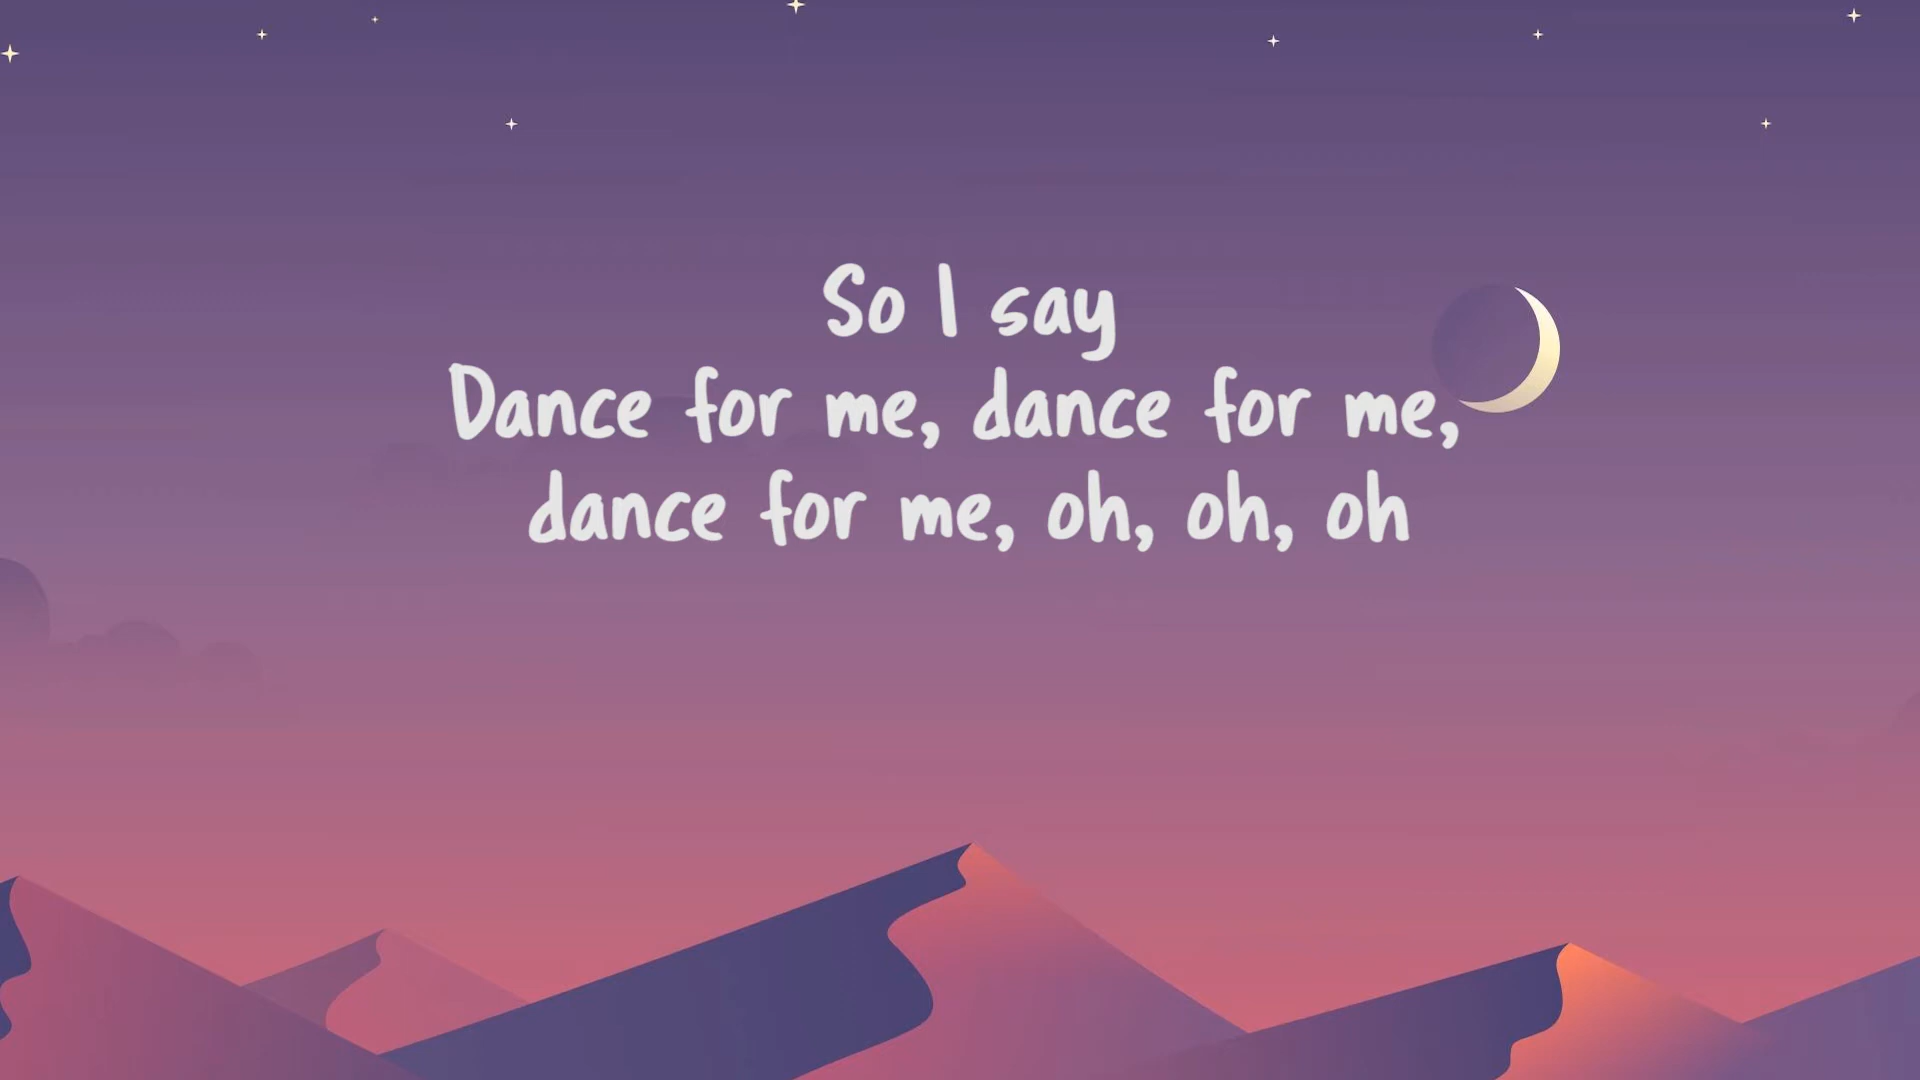 So I say
Dance for me, dance for me,
dance for me, oh, oh, oh